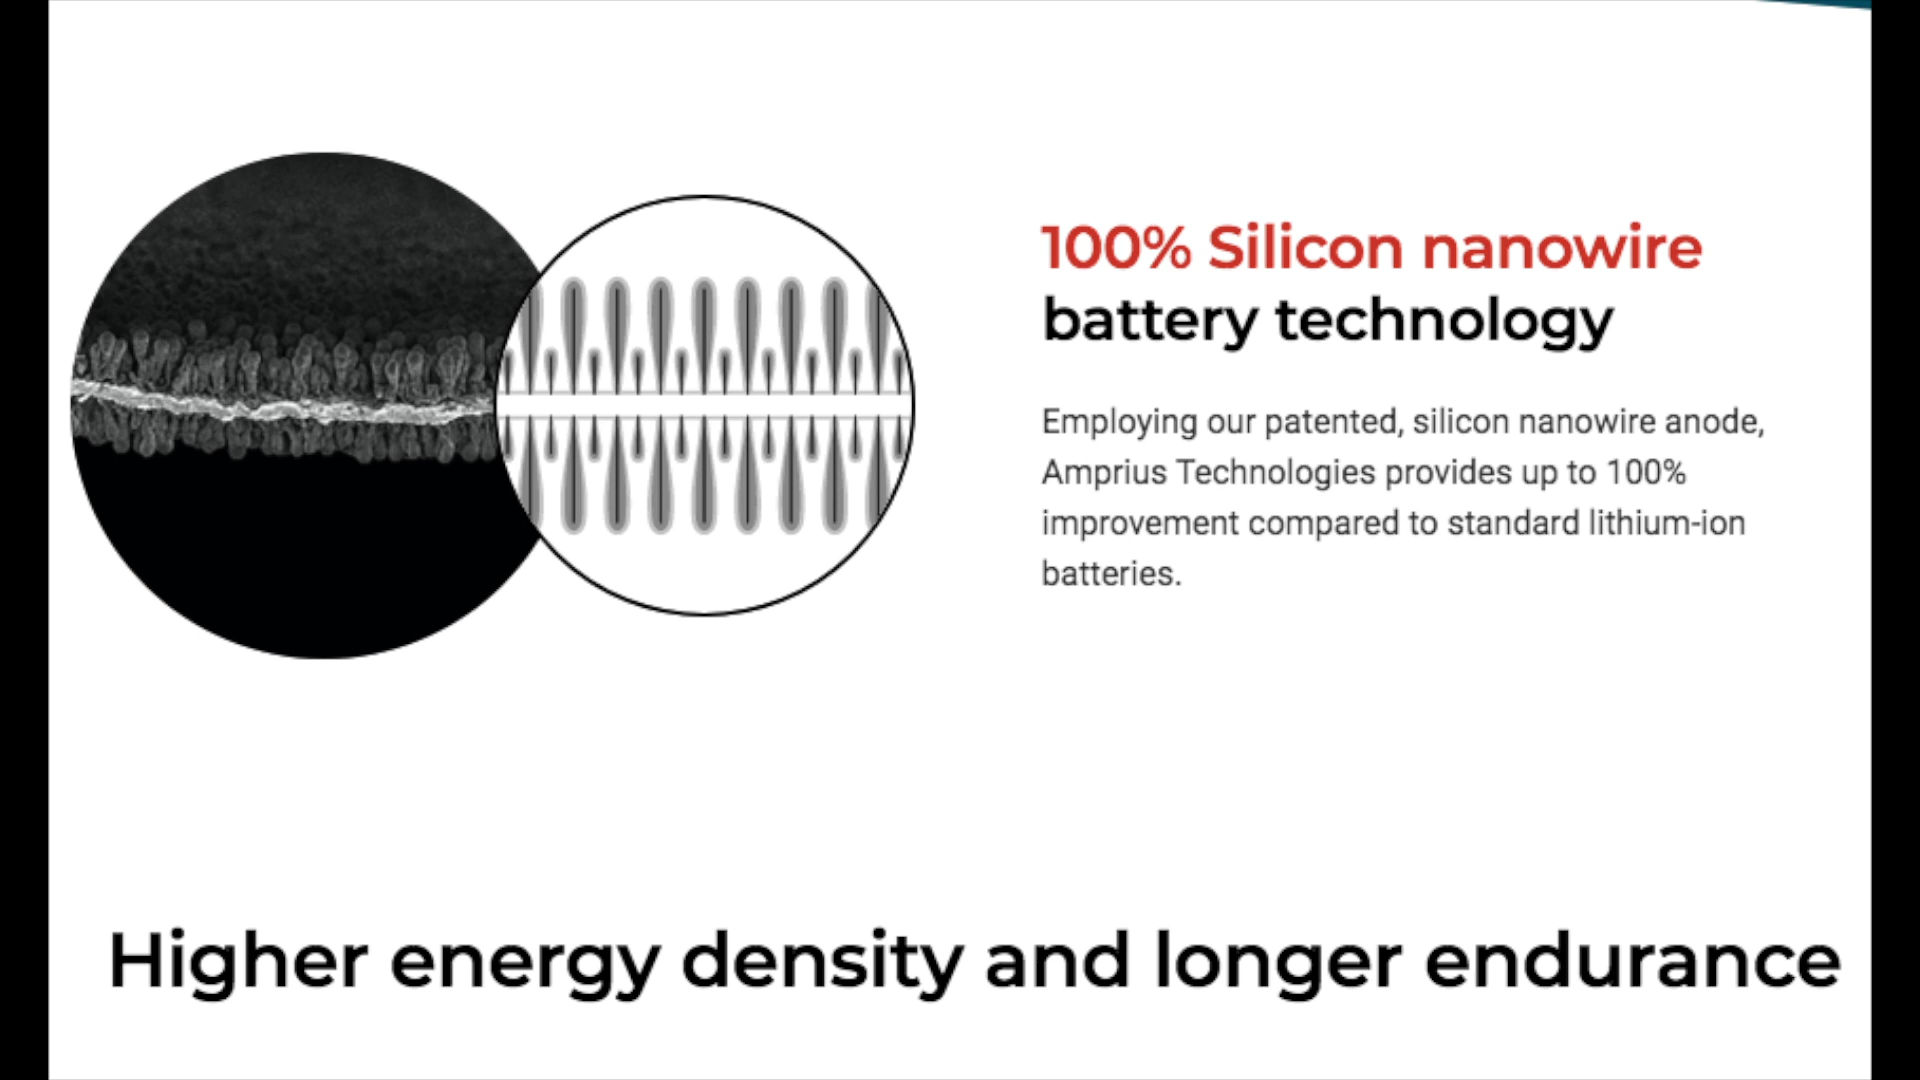 100% Silicon nanowire
battery technology
Employing our patented, silicon nanowire anode,
Amprius Technologies provides up to 100%
improvement compared to standard lithium-ion
batteries.
Higher energy density and longer endurance